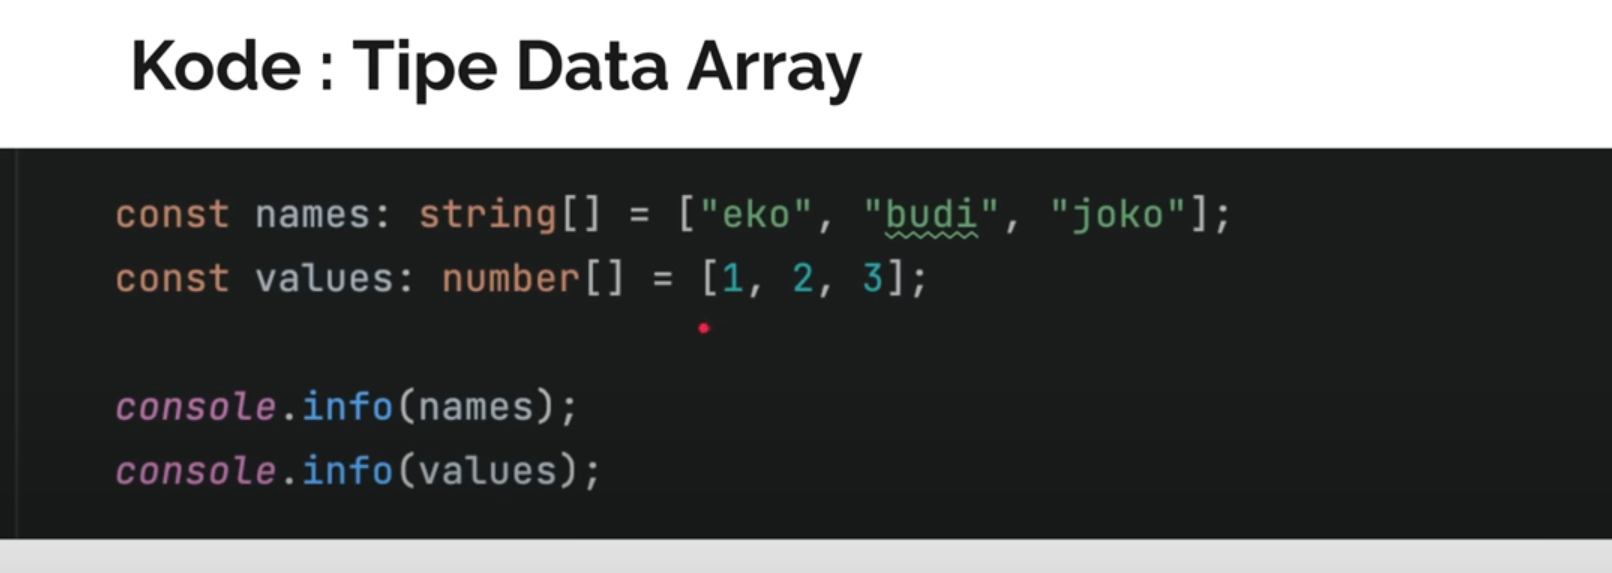 Kode : Tipe Data Array
const names: string[] = ["eko", "budi", "joko"];
const values: number[] = [1, 2, 3];
console.info(names);
console.info(values);